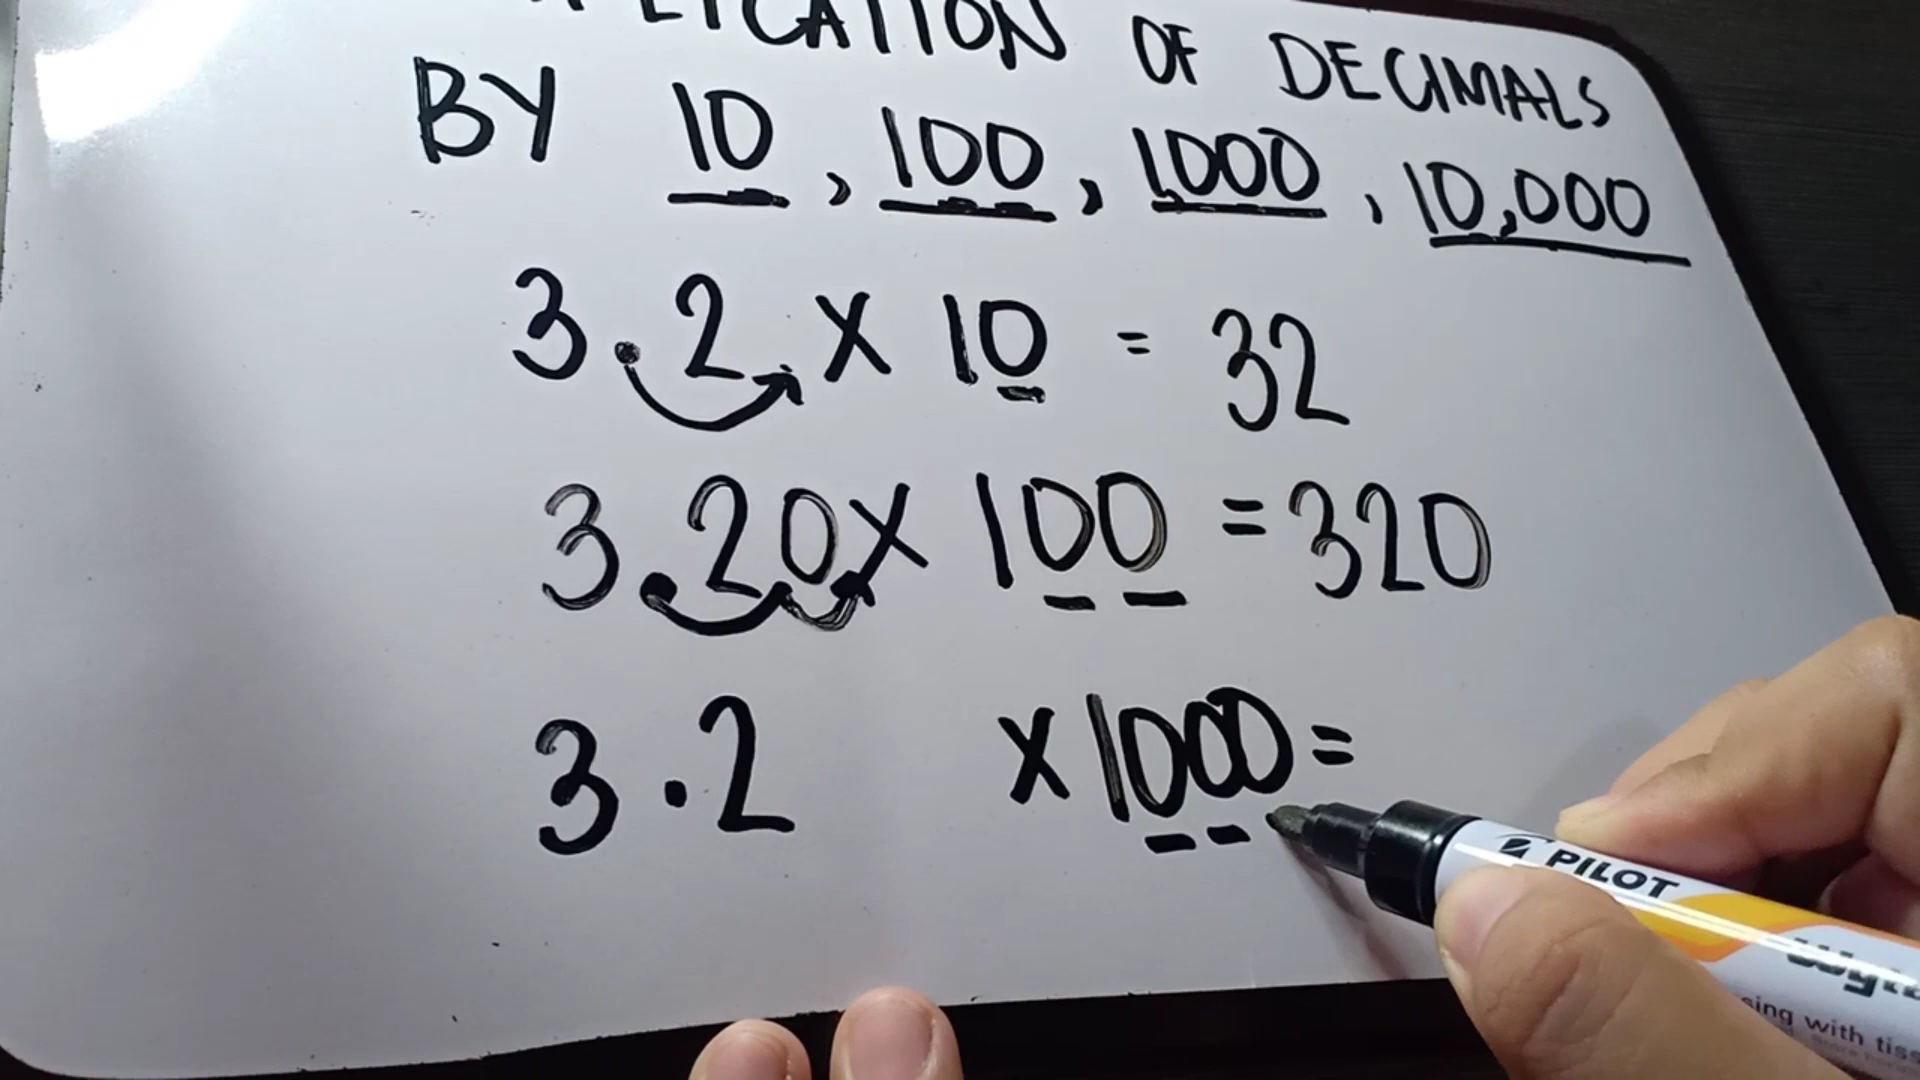 OF DECIMALS
BY 10, 100, 1000, 10,000
3.2 X 10 = 32
3.20 X 100 = 320
3.2 X 1000 =
PILOT
with